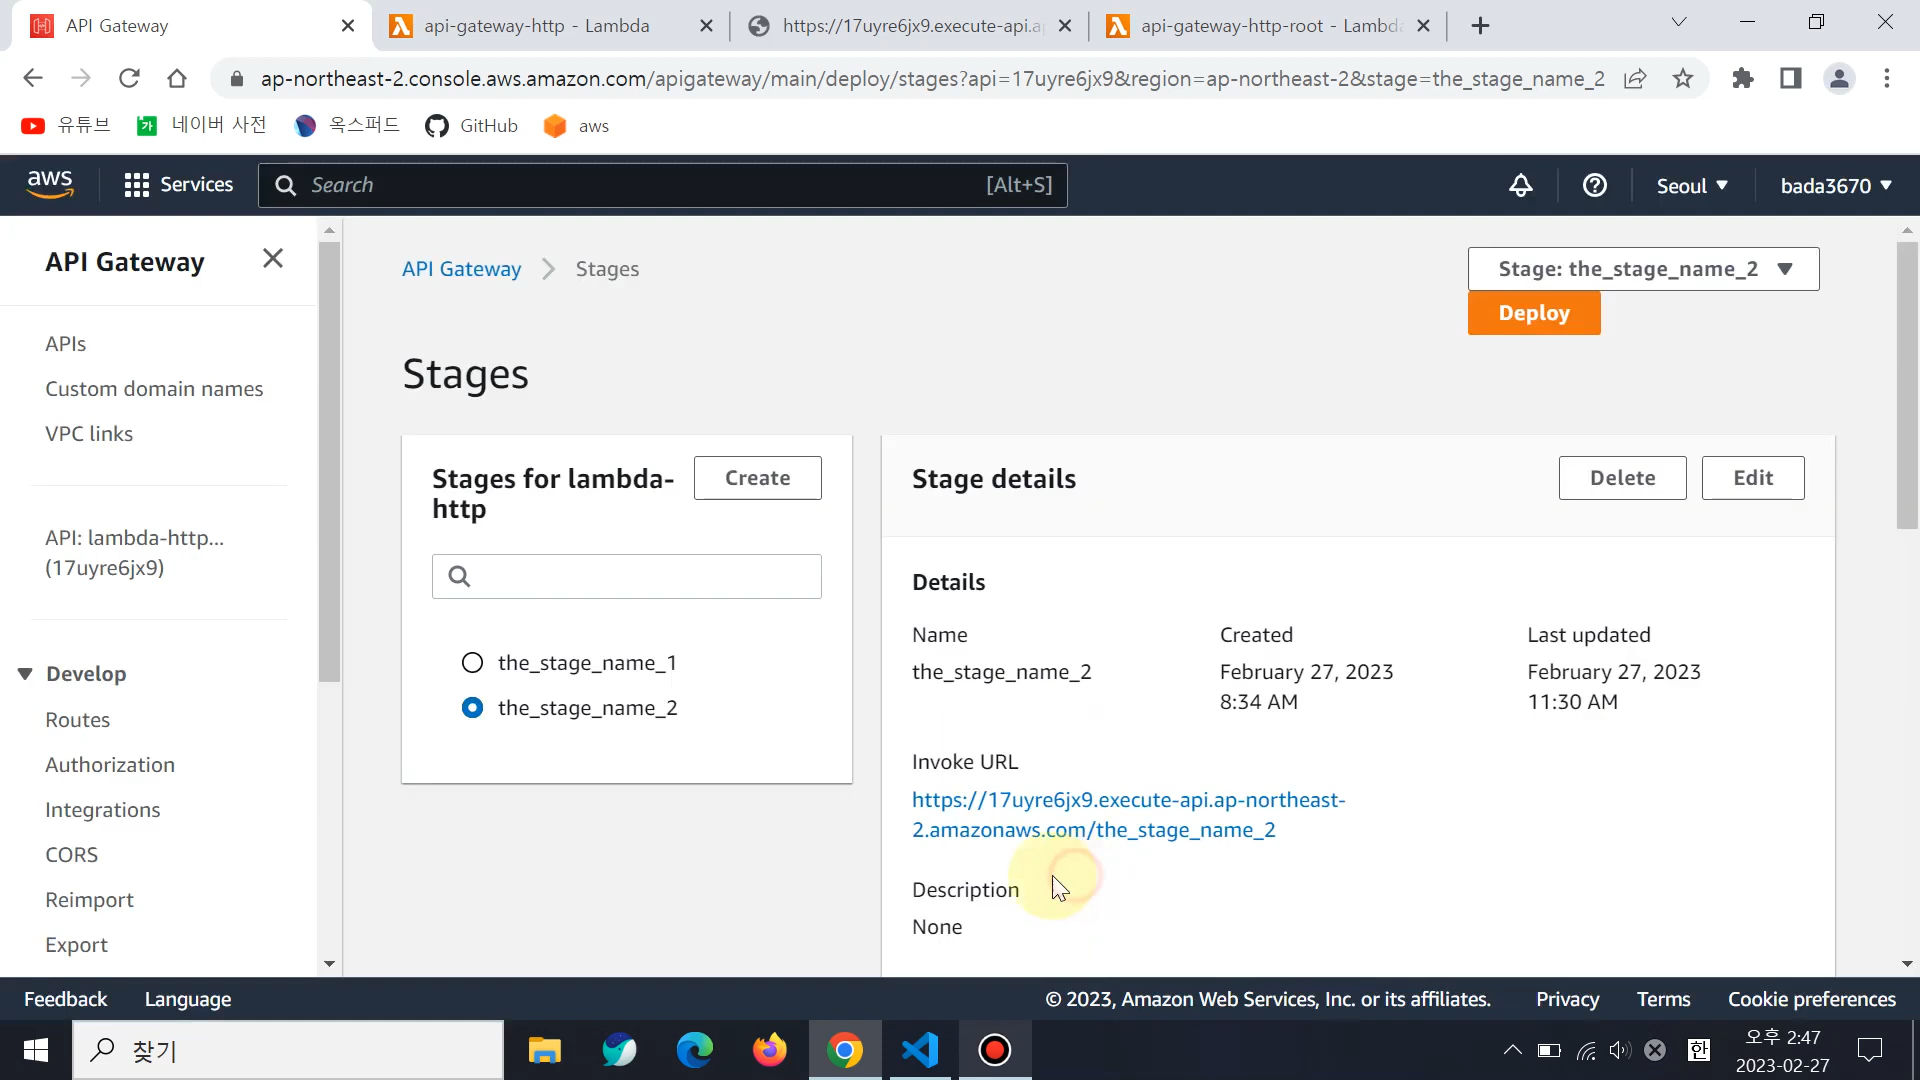 API Gateway
api-gateway-http - Lambda
https://17uyre6jx9.execute-api.a
api-gateway-http-root - Lambd
ap-northeast-2.console.aws.amazon.com/apigateway/main/deploy/stages?api=17uyre6jx9&region=ap-northeast-2&stage=the_stage_name_2
유튜브
네이버 사전
옥스퍼드
GitHub
aws
aws
Services
Search
[Alt+S]
Seoul
bada3670
API Gateway
APIs
Custom domain names
VPC links
API: lambda-http...
(17uyre6jx9)
Develop
Routes
Authorization
Integrations
CORS
Reimport
Export
API Gateway
Stages
Stage: the_stage_name_2
Deploy
Stages
Stages for lambda-
http
Create
the_stage_name_1
the_stage_name_2
Stage details
Delete
Edit
Details
Name
the_stage_name_2
Created
February 27, 2023
8:34 AM
Last updated
February 27, 2023
11:30 AM
Invoke URL
https://17uyre6jx9.execute-api.ap-northeast-
2.amazonaws.com/the_stage_name_2
Description
None
Feedback
Language
© 2023, Amazon Web Services, Inc. or its affiliates.
Privacy
Terms
Cookie preferences
찾기
한
오후 2:47
2023-02-27